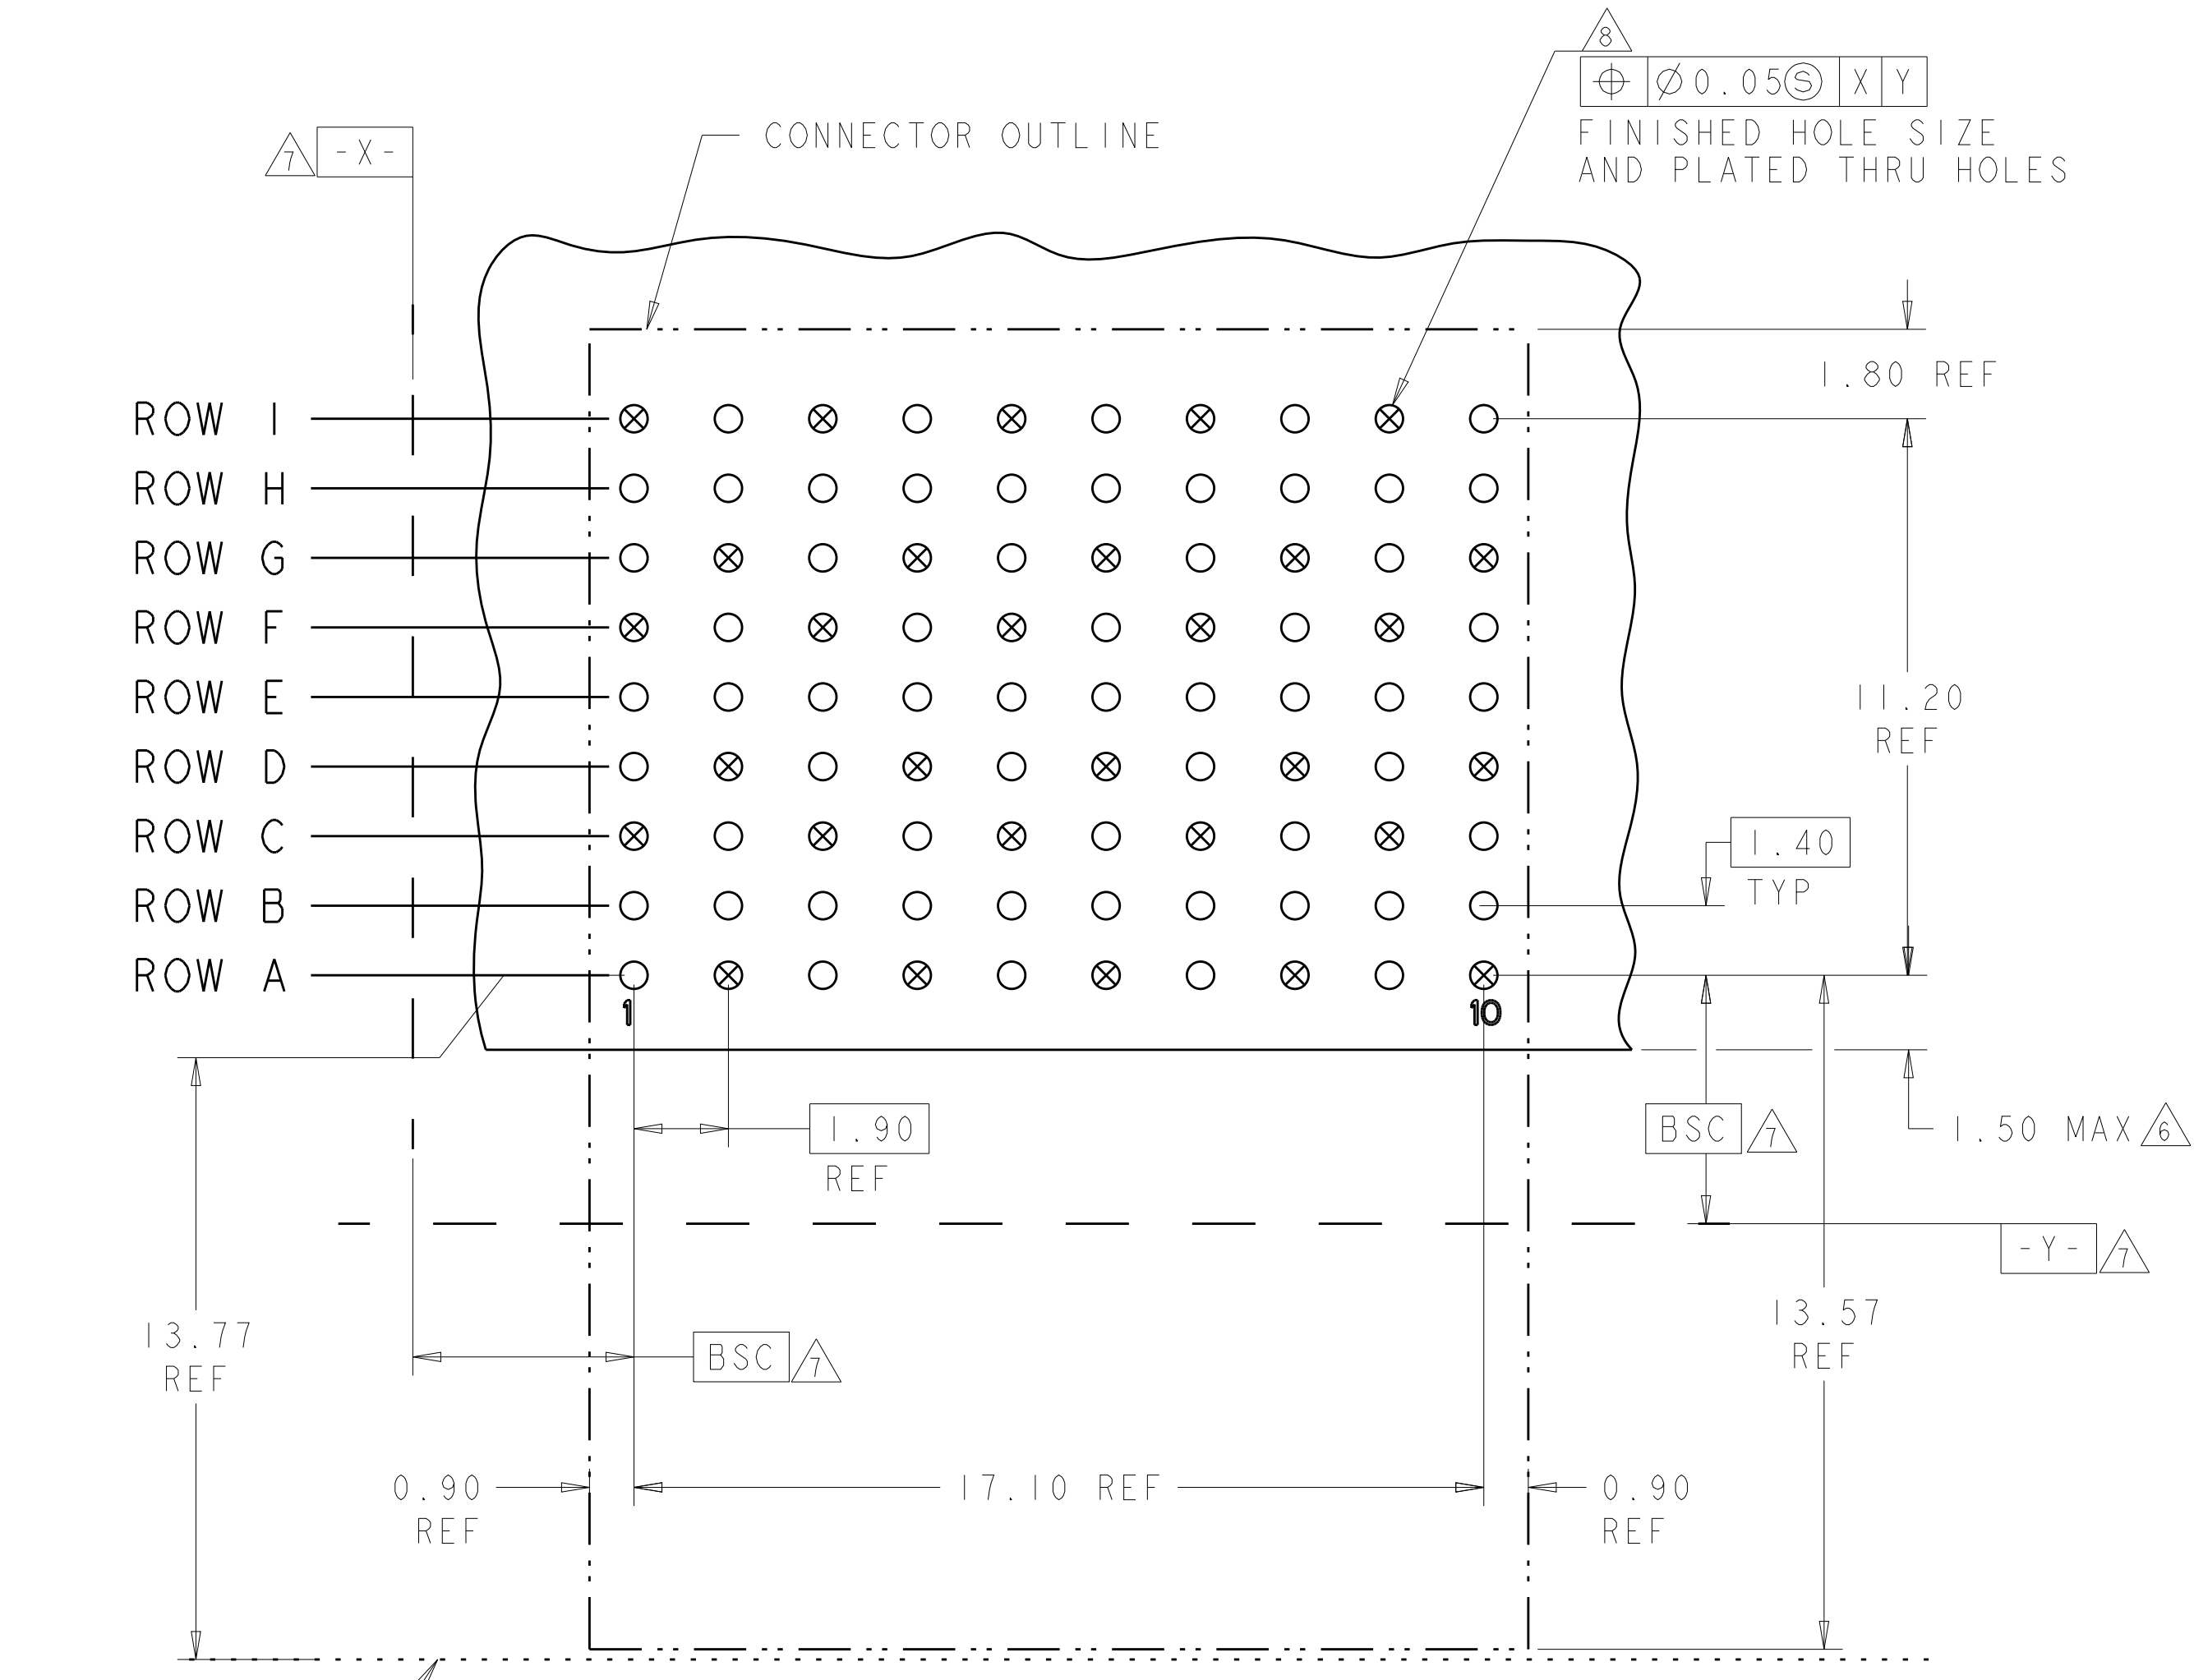 8
⌖ Ø0.05Ⓢ X Y
FINISHED HOLE SIZE
AND PLATED THRU HOLES
7 -X-
CONNECTOR OUTLINE
1.80 REF
ROW I
ROW H
ROW G
ROW F
ROW E
11.20
REF
ROW D
ROW C
1.40
TYP
ROW B
ROW A
1 10
1.90
REF
BSC 7
1.50 MAX 6
-Y- 7
13.77
REF
13.57
REF
BSC 7
0.90
REF
17.10 REF
0.90
REF